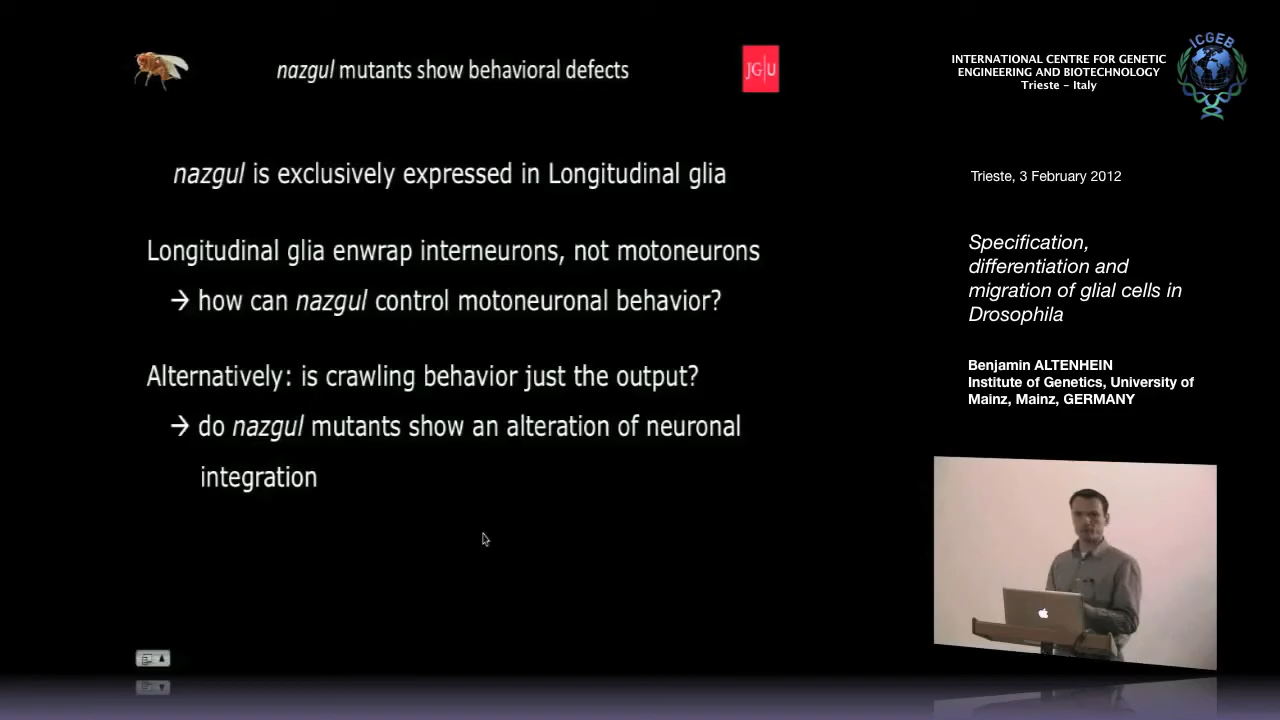 nazgul mutants show behavioral defects
JG|U
nazgul is exclusively expressed in Longitudinal glia
Longitudinal glia enwrap interneurons, not motoneurons
→ how can nazgul control motoneuronal behavior?
Alternatively: is crawling behavior just the output?
→ do nazgul mutants show an alteration of neuronal
integration
INTERNATIONAL CENTRE FOR GENETIC
ENGINEERING AND BIOTECHNOLOGY
Trieste - Italy
ICGEB
Trieste, 3 February 2012
Specification,
differentiation and
migration of glial cells in
Drosophila
Benjamin ALTENHEIN
Institute of Genetics, University of
Mainz, Mainz, GERMANY